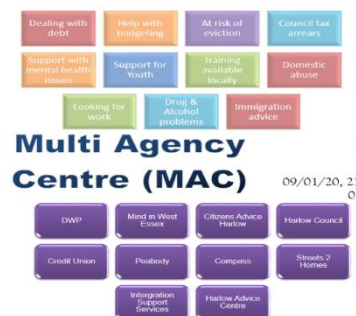 Dealing with debt
Help with budgeting
At risk of eviction
Council tax arrears
Support with mental health issues
Support for Youth
Training available locally
Domestic abuse
Looking for work
Drug & Alcohol problems
Immigration advice
Multi Agency
Centre (MAC)
09/01/20, 2
DWP
Mind in West Essex
Citizens Advice Harlow
Harlow Council
Credit Union
Peabody
Compass
Streets 2 Homes
Intergration Support Services
Harlow Advice Centre